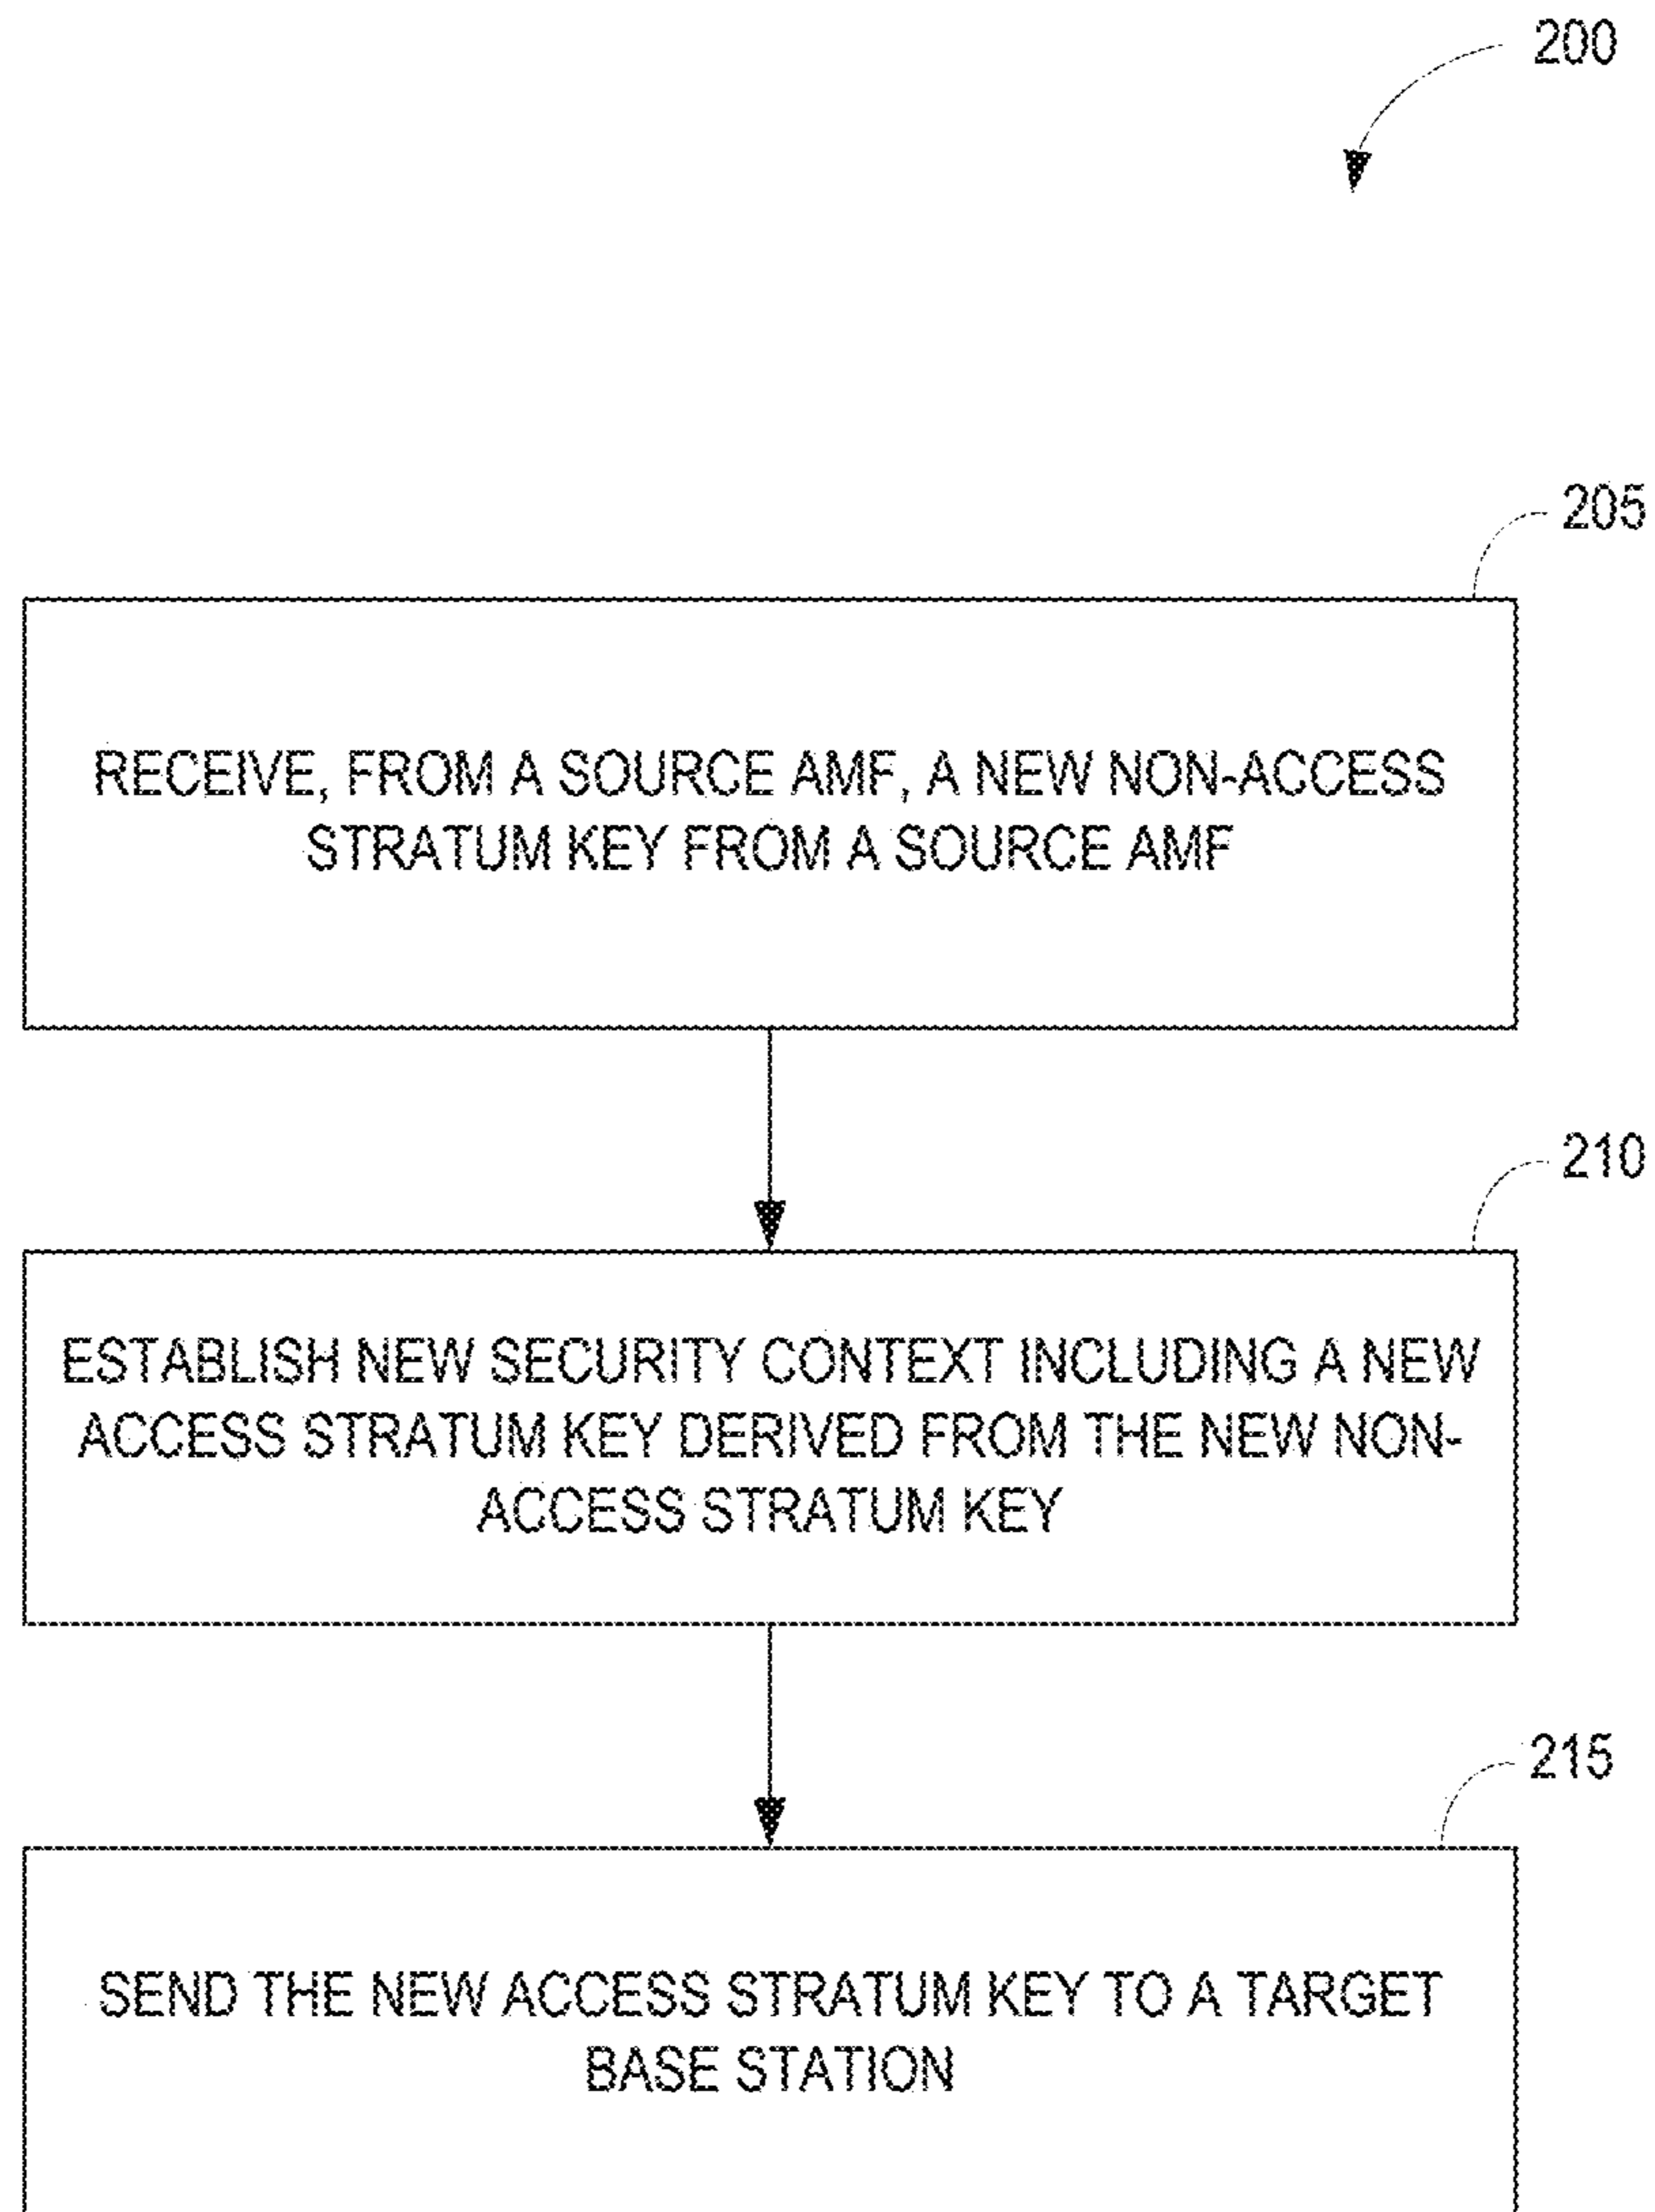 200
205
RECEIVE, FROM A SOURCE AMF, A NEW NON-ACCESS
STRATUM KEY FROM A SOURCE AMF
210
ESTABLISH NEW SECURITY CONTEXT INCLUDING A NEW
ACCESS STRATUM KEY DERIVED FROM THE NEW NON-
ACCESS STRATUM KEY
215
SEND THE NEW ACCESS STRATUM KEY TO A TARGET
BASE STATION